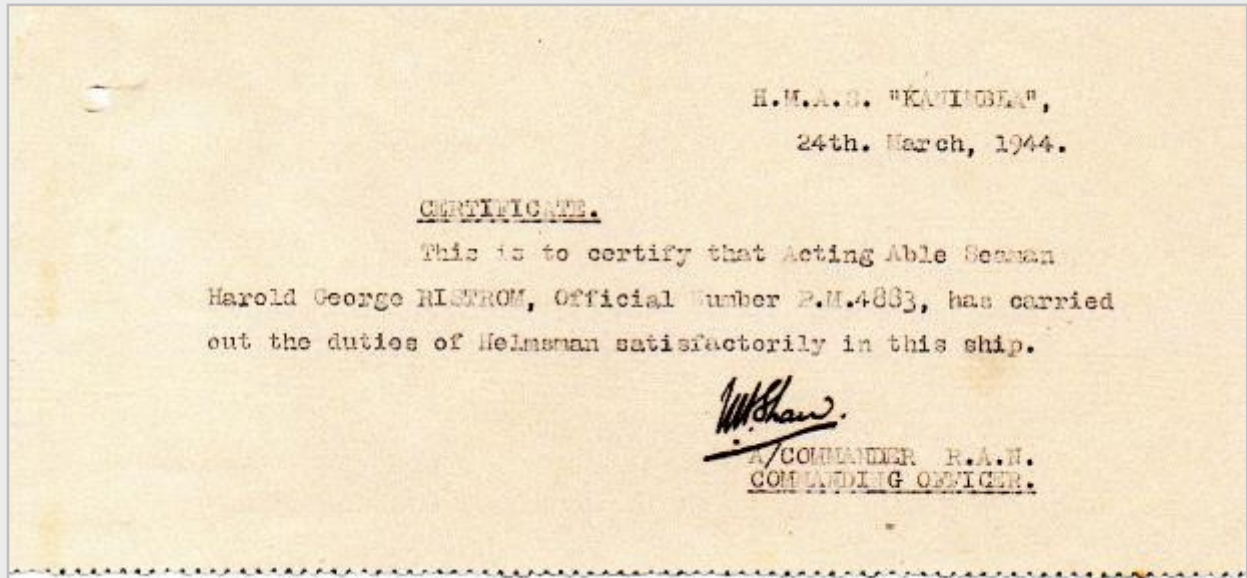 H.M.A.S. "KANIMBLA",
24th. March, 1944.
CERTIFICATE.
This is to certify that Acting Able Seaman
Harold George RISTROM, Official Number P.M.4883, has carried
out the duties of Helmsman satisfactorily in this ship.
Shaw.
A/COMMANDER R.A.N.
COMMANDING OFFICER.